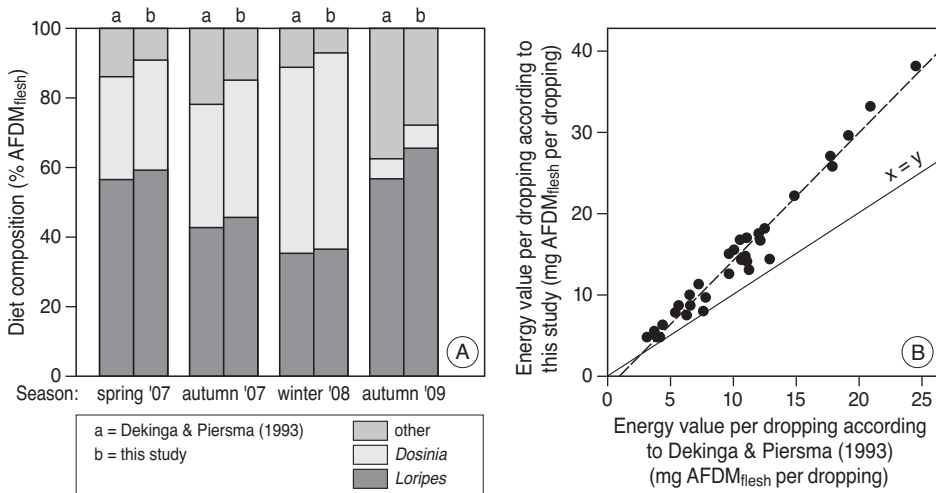 a b a b a b a b
100
80
60
40
20
0
Diet composition (% AFDMflesh)
A
Season: spring '07 autumn '07 winter '08 autumn '09
a = Dekinga & Piersma (1993)
b = this study
other
Dosinia
Loripes
40
30
20
10
0
Energy value per dropping according to
this study (mg AFDMflesh per dropping)
x = y
B
0 5 10 15 20 25
Energy value per dropping according
to Dekinga & Piersma (1993)
(mg AFDMflesh per dropping)